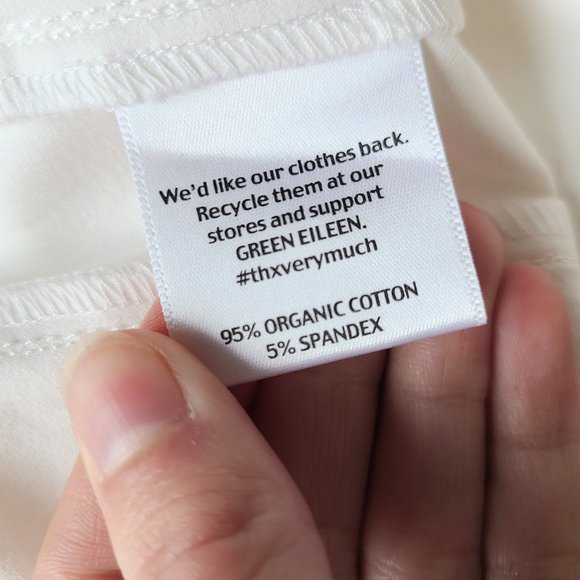 We'd like our clothes back.
Recycle them at our
stores and support
GREEN EILEEN.
#thxverymuch
95% ORGANIC COTTON
5% SPANDEX